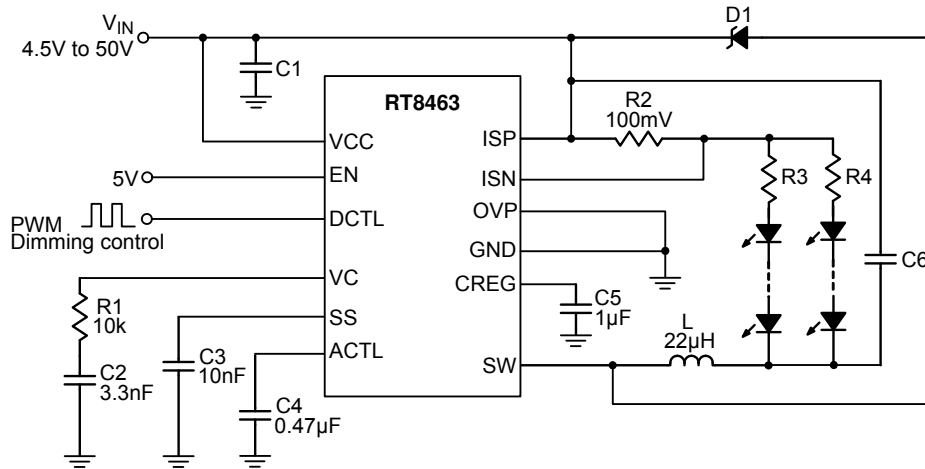 VIN
4.5V to 50V
C1
D1
RT8463
R2
100mV
VCC
ISP
5V
EN
ISN
R3
R4
PWM
Dimming control
DCTL
OVP
GND
C6
VC
CREG
C5
1µF
R1
10k
SS
C3
10nF
ACTL
L
22µH
SW
C2
3.3nF
C4
0.47µF